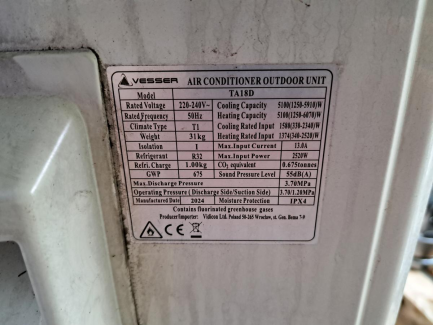 VESSER AIR CONDITIONER OUTDOOR UNIT
Model TA18D
Rated Voltage 220-240V~ Cooling Capacity 5100(1250-5910)W
Rated/Frequency 50Hz Heating Capacity 5100(1250-6070)W
Climate Type T1 Cooling Rated Input 1580(330-2340)W
Weight 31kg Heating Rated Input 1374(340-2520)W
Isolation I Max.Input Current 13.0A
Refrigerant R32 Max.Input Power 2520W
Refri. Charge 1.00kg CO₂ equivalent 0.675tonnes
GWP 675 Sound Pressure Level 55dB(A)
Max.Discharge Pressure 3.70MPa
Operating Pressure ( Discharge Side/Suction Side) 3.70/1.20MPa
Manufactured Date 2024 Moisture Protection IPX4
Contains fluorinated greenhouse gases
Producer/Importer: Vidicon Ltd. Poland 50-265 Wrocław, st. Gen. Bema 7-9
CE